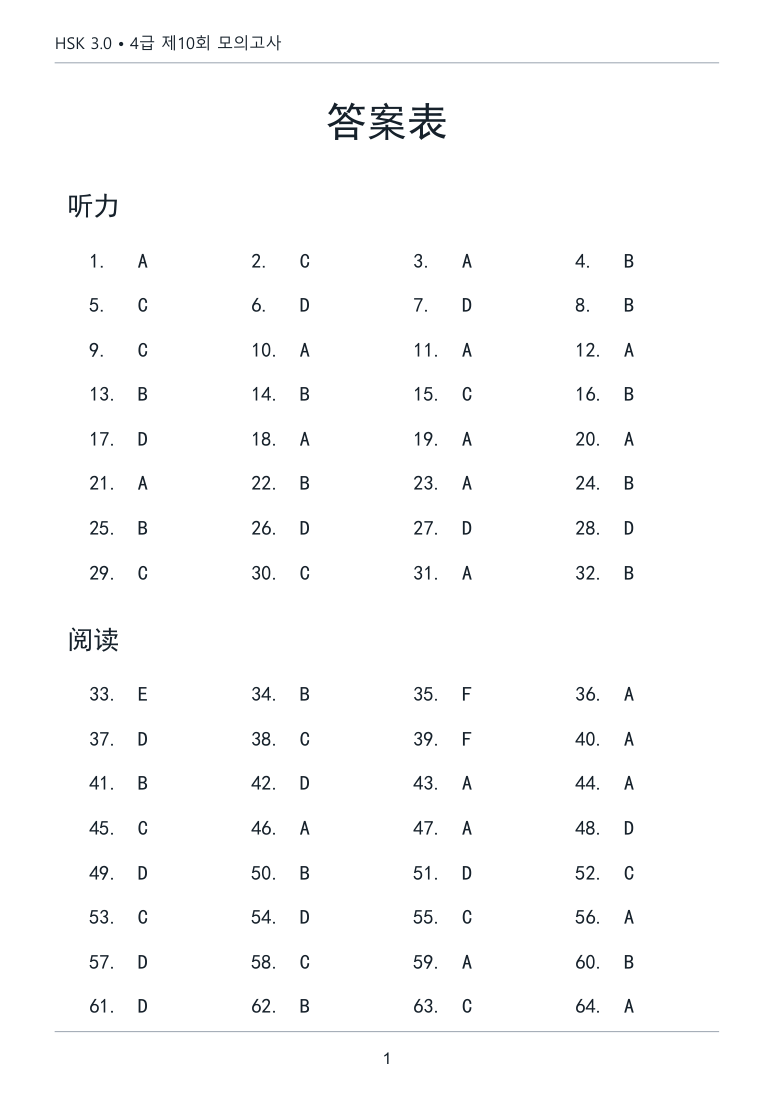 HSK 3.0 • 4급 제10회 모의고사
答案表
听力
1. A 2. C 3. A 4. B
5. C 6. D 7. D 8. B
9. C 10. A 11. A 12. A
13. B 14. B 15. C 16. B
17. D 18. A 19. A 20. A
21. A 22. B 23. A 24. B
25. B 26. D 27. D 28. D
29. C 30. C 31. A 32. B
阅读
33. E 34. B 35. F 36. A
37. D 38. C 39. F 40. A
41. B 42. D 43. A 44. A
45. C 46. A 47. A 48. D
49. D 50. B 51. D 52. C
53. C 54. D 55. C 56. A
57. D 58. C 59. A 60. B
61. D 62. B 63. C 64. A
1